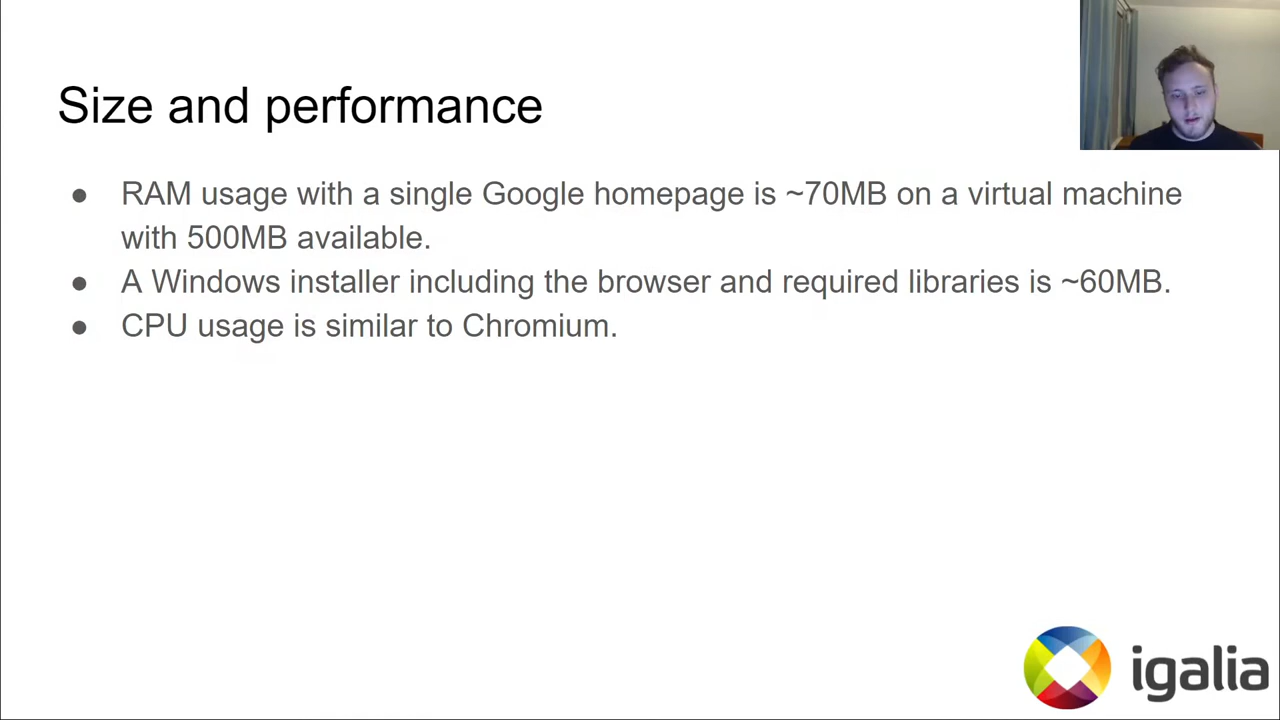 Size and performance
● RAM usage with a single Google homepage is ~70MB on a virtual machine
with 500MB available.
● A Windows installer including the browser and required libraries is ~60MB.
● CPU usage is similar to Chromium.
igalia